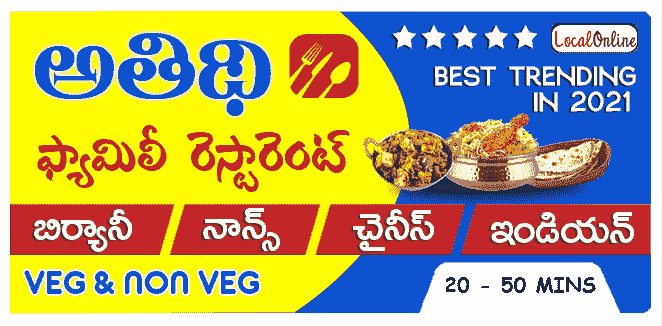 అతిథి
LocalOnline
BEST TRENDING
IN 2021
ఫ్యామిలీ రెస్టారెంట్
బిర్యానీ
నాన్స్
చైనీస్
ఇండియన్
VEG & NON VEG
20 - 50 MINS